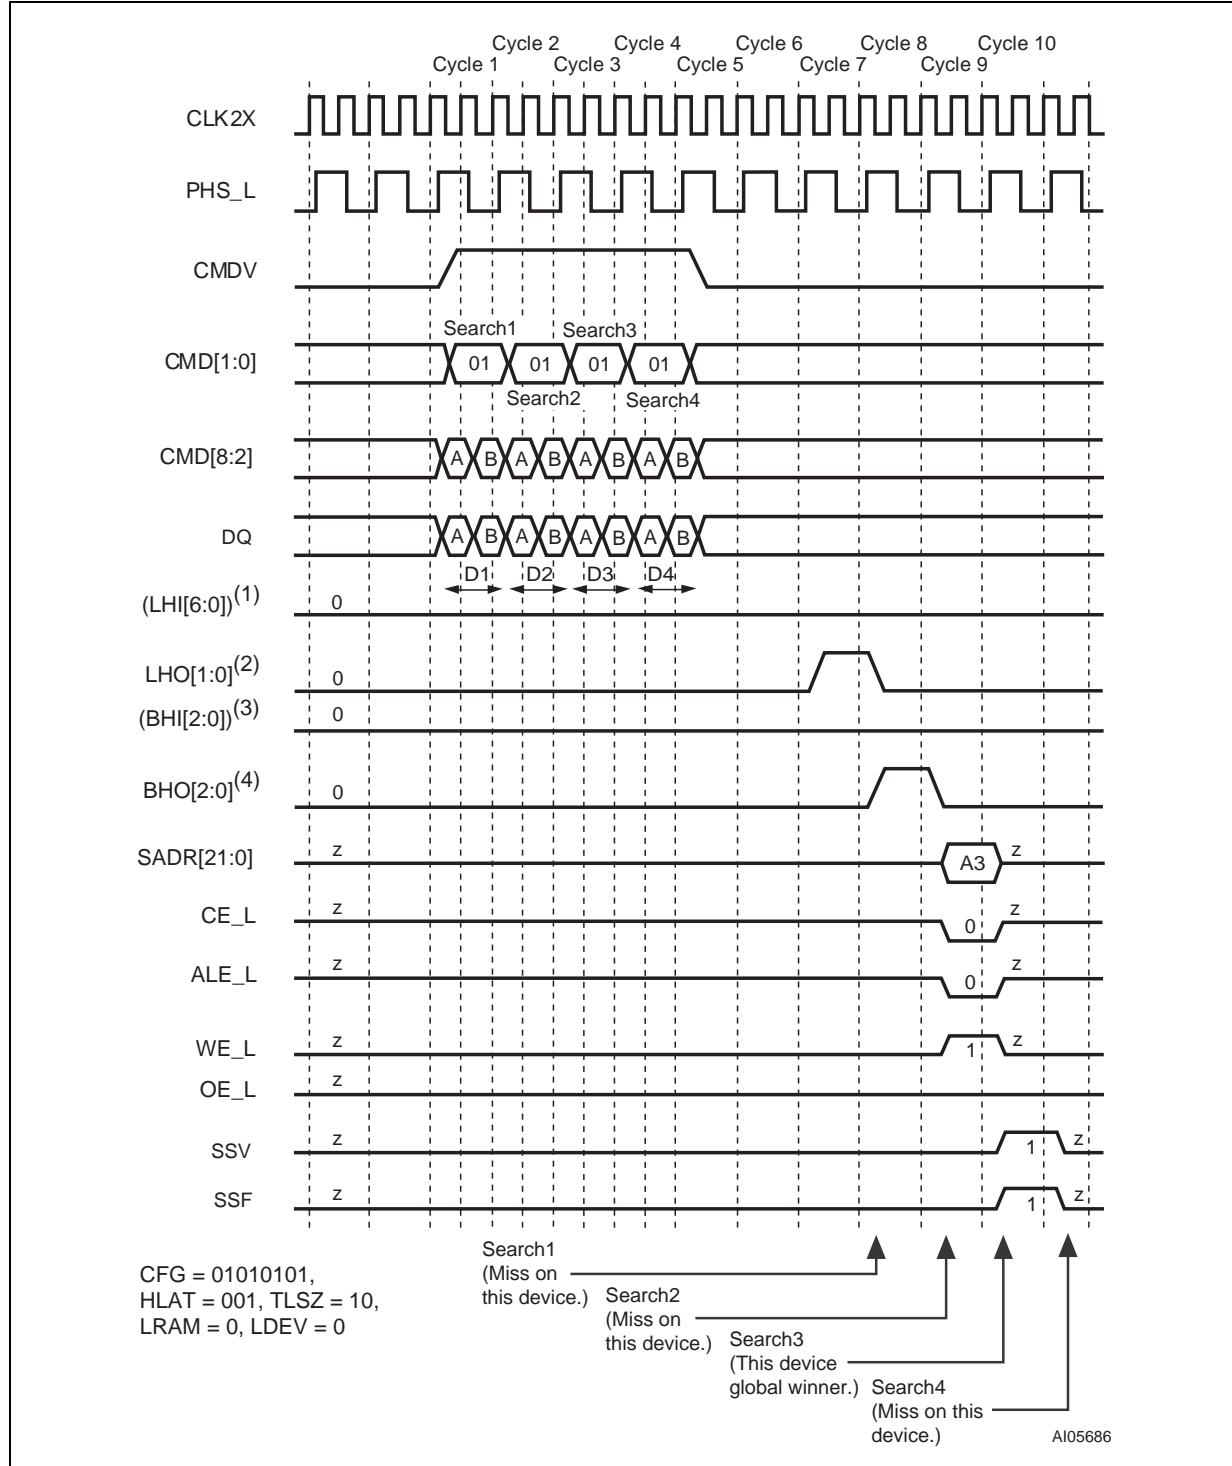 Cycle 2 Cycle 4 Cycle 6 Cycle 8 Cycle 10
Cycle 1 Cycle 3 Cycle 5 Cycle 7 Cycle 9
CLK2X
PHS_L
CMDV
Search1 Search3
CMD[1:0] 01 01 01 01
Search2 Search4
CMD[8:2] A B A B A B A B
DQ A B A B A B A B
D1 D2 D3 D4
(LHI[6:0])(1) 0
LHO[1:0](2) 0
(BHI[2:0])(3) 0
BHO[2:0](4) 0
SADR[21:0] z A3 z
CE_L z 0 z
ALE_L z 0 z
WE_L z 1 z
OE_L z
SSV z 1 z
SSF z 1 z
CFG = 01010101,
HLAT = 001, TLSZ = 10,
LRAM = 0, LDEV = 0
Search1
(Miss on
this device.)
Search2
(Miss on
this device.)
Search3
(This device
global winner.)
Search4
(Miss on this
device.)
AI05686